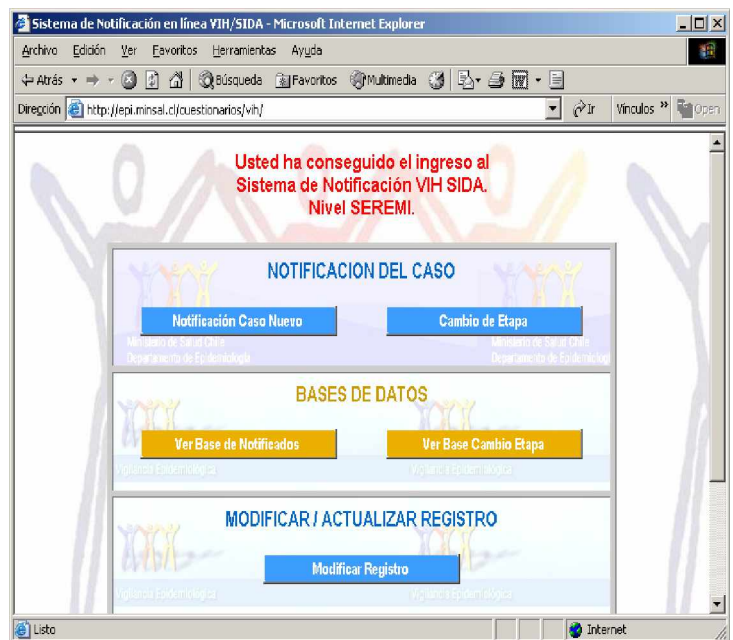 Sistema de Notificación en línea VIH/SIDA - Microsoft Internet Explorer
Archivo Edición Ver Favoritos Herramientas Ayuda
Atrás Búsqueda Favoritos Multimedia
Dirección http://epi.minsal.cl/cuestionarios/vih/ Ir Vínculos » Open
Usted ha conseguido el ingreso al
Sistema de Notificación VIH SIDA.
Nivel SEREMI.
NOTIFICACION DEL CASO
Notificación Caso Nuevo Cambio de Etapa
Ministerio de Salud Chile Ministerio de Salud Chile
Departamento de Epidemiología Departamento de Epidemiolog
BASES DE DATOS
Ver Base de Notificados Ver Base Cambio Etapa
Vigilancia Epidemiológica Vigilancia Epidemiológica
MODIFICAR / ACTUALIZAR REGISTRO
Modificar Registro
Vigilancia Epidemiológica Vigilancia Epidemiológica
Listo Internet